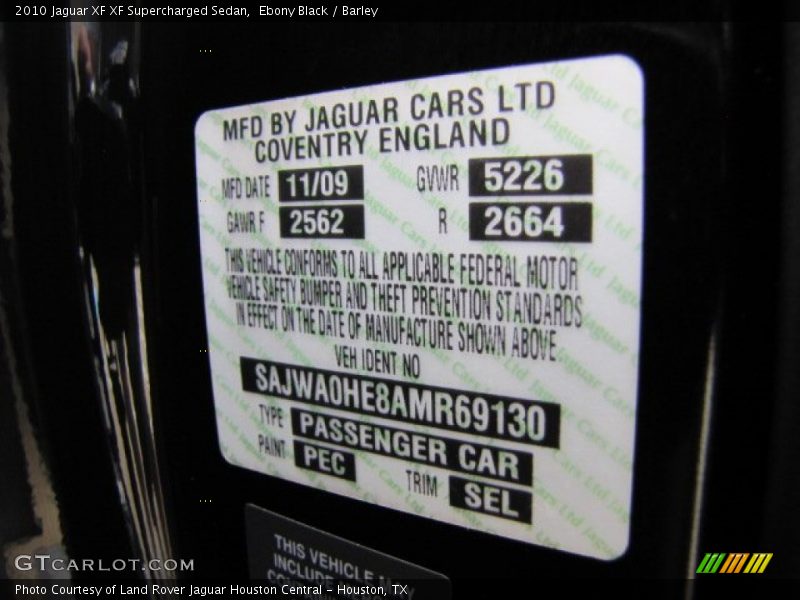 2010 Jaguar XF XF Supercharged Sedan,  Ebony Black / Barley
MFD BY JAGUAR CARS LTD
COVENTRY ENGLAND
MFD DATE 11/09 GVWR 5226
GAWR F 2562 R 2664
THIS VEHICLE CONFORMS TO ALL APPLICABLE FEDERAL MOTOR
VEHICLE SAFETY BUMPER AND THEFT PREVENTION STANDARDS
IN EFFECT ON THE DATE OF MANUFACTURE SHOWN ABOVE
VEH IDENT NO
SAJWA0HE8AMR69130
TYPE PASSENGER CAR
PAINT PEC TRIM SEL
THIS VEHICLE
INCLUDE
GTCARLOT.COM
Photo Courtesy of Land Rover Jaguar Houston Central - Houston, TX